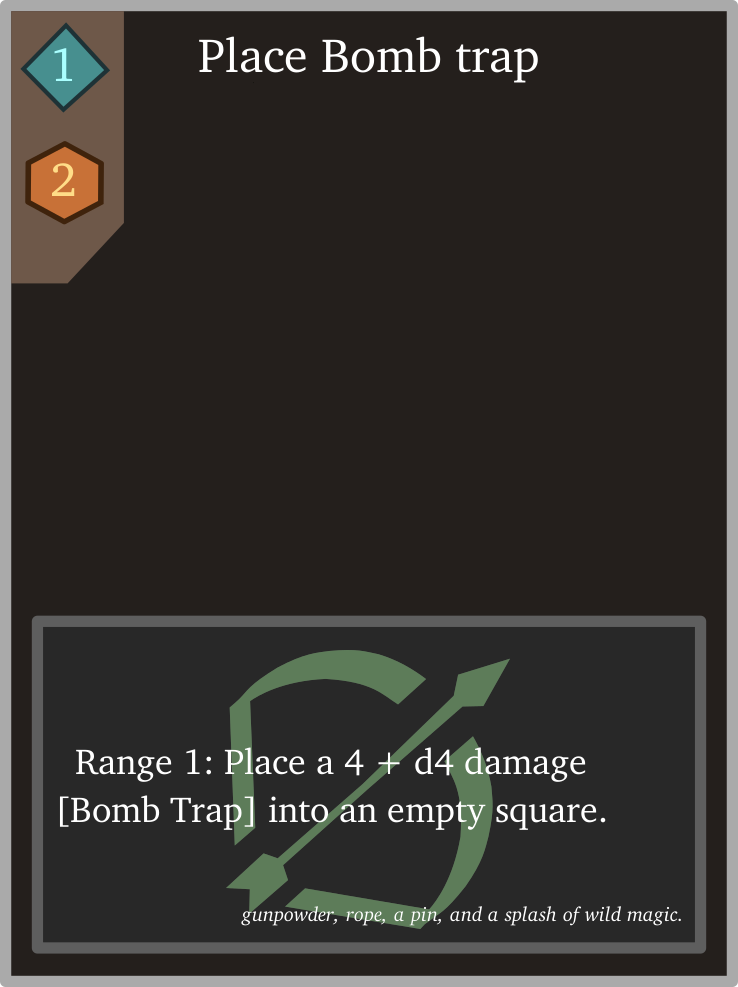 Place Bomb trap
1
2
Range 1: Place a 4 + d4 damage
[Bomb Trap] into an empty square.
gunpowder, rope, a pin, and a splash of wild magic.